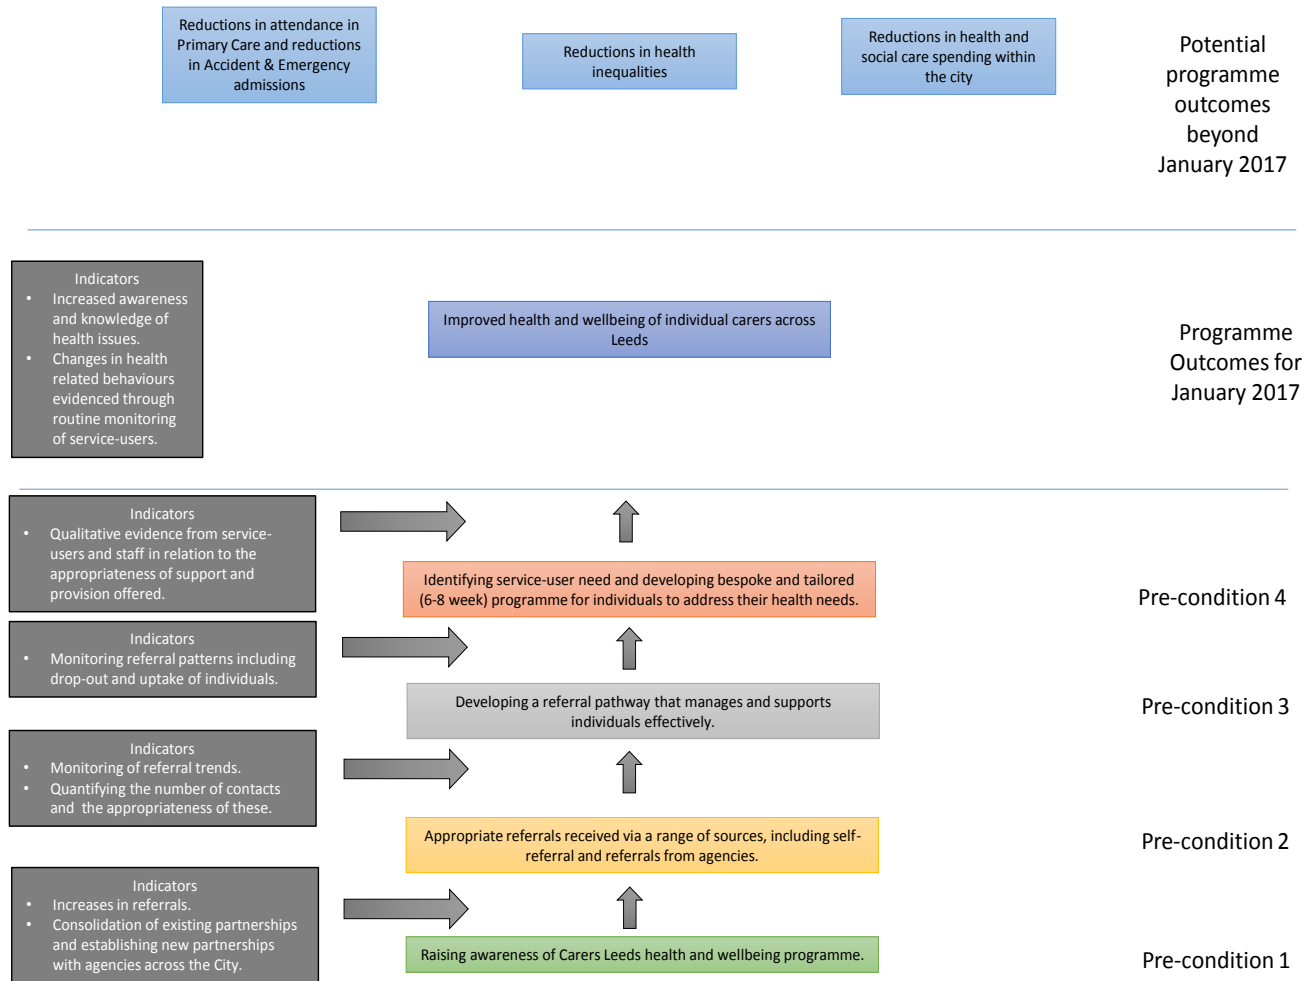 Reductions in attendance in
Primary Care and reductions
in Accident & Emergency
admissions
Reductions in health
inequalities
Reductions in health and
social care spending within
the city
Potential
programme
outcomes
beyond
January 2017
Indicators
• Increased awareness
and knowledge of
health issues.
• Changes in health
related behaviours
evidenced through
routine monitoring
of service-users.
Improved health and wellbeing of individual carers across
Leeds
Programme
Outcomes for
January 2017
Indicators
• Qualitative evidence from service-
users and staff in relation to the
appropriateness of support and
provision offered.
Identifying service-user need and developing bespoke and tailored
(6-8 week) programme for individuals to address their health needs.
Pre-condition 4
Indicators
• Monitoring referral patterns including
drop-out and uptake of individuals.
Developing a referral pathway that manages and supports
individuals effectively.
Pre-condition 3
Indicators
• Monitoring of referral trends.
• Quantifying the number of contacts
and the appropriateness of these.
Appropriate referrals received via a range of sources, including self-
referral and referrals from agencies.
Pre-condition 2
Indicators
• Increases in referrals.
• Consolidation of existing partnerships
and establishing new partnerships
with agencies across the City.
Raising awareness of Carers Leeds health and wellbeing programme.
Pre-condition 1